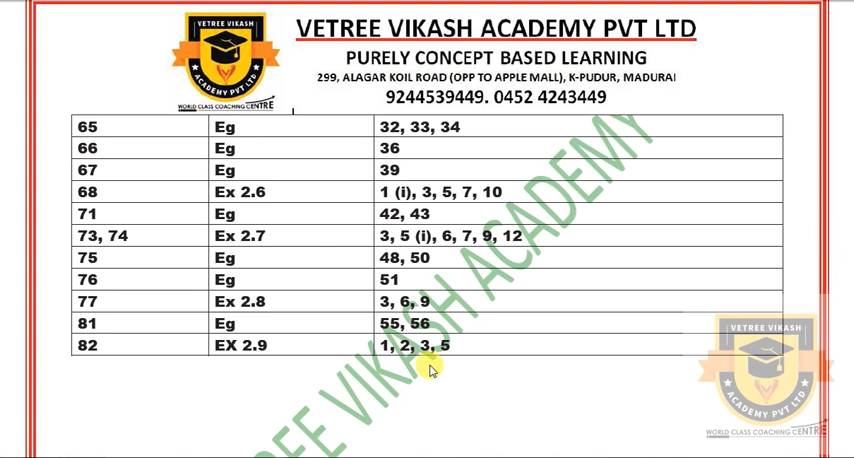 VETREE VIKASH
ACADEMY PVT LTD
WORLD CLASS COACHING CENTRE
VETREE VIKASH ACADEMY PVT LTD
PURELY CONCEPT BASED LEARNING
299, ALAGAR KOIL ROAD (OPP TO APPLE MALL), K-PUDUR, MADURAI
9244539449. 0452 4243449
65 Eg 32, 33, 34
66 Eg 36
67 Eg 39
68 Ex 2.6 1 (i), 3, 5, 7, 10
71 Eg 42, 43
73, 74 Ex 2.7 3, 5 (i), 6, 7, 9, 12
75 Eg 48, 50
76 Eg 51
77 Ex 2.8 3, 6, 9
81 Eg 55, 56
82 EX 2.9 1, 2, 3, 5
REE VIKASH ACADEMY
VETREE VIKASH
ACADEMY PVT LTD
WORLD CLASS COACHING CENTRE